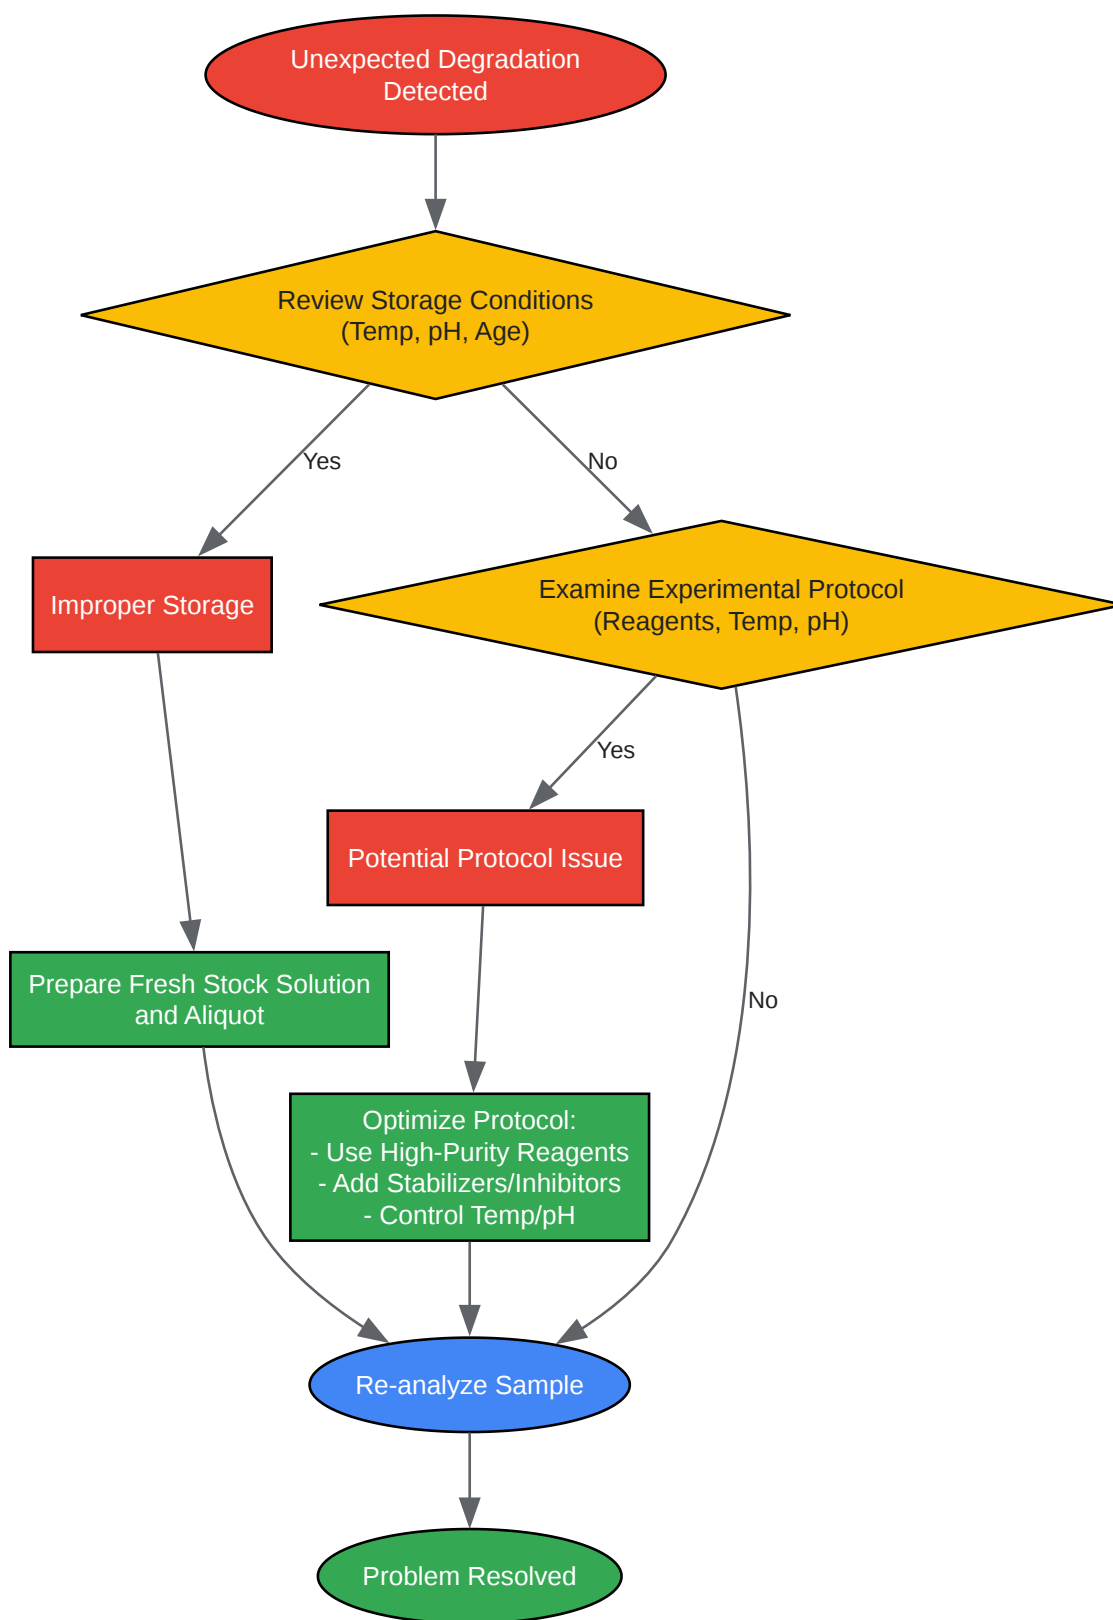 Unexpected Degradation
Detected
Review Storage Conditions
(Temp, pH, Age)
Yes
No
Improper Storage
Examine Experimental Protocol
(Reagents, Temp, pH)
Yes
Potential Protocol Issue
Prepare Fresh Stock Solution
and Aliquot
No
Optimize Protocol:
- Use High-Purity Reagents
- Add Stabilizers/Inhibitors
- Control Temp/pH
Re-analyze Sample
Problem Resolved